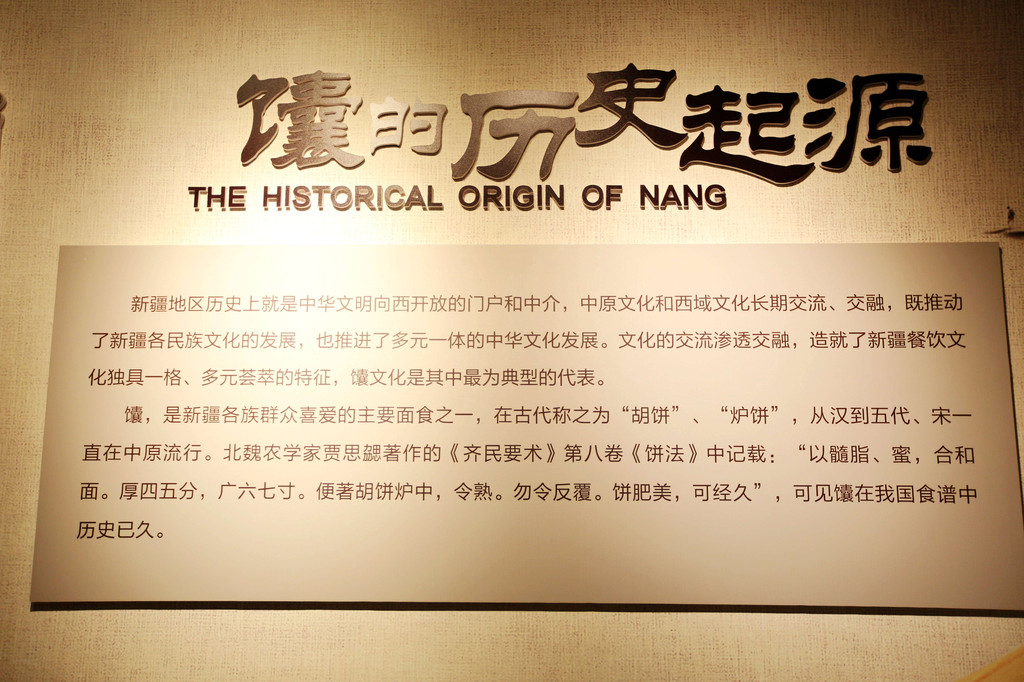 馕的历史起源
THE HISTORICAL ORIGIN OF NANG
新疆地区历史上就是中华文明向西开放的门户和中介，中原文化和西域文化长期交流、交融，既推动
了新疆各民族文化的发展，也推进了多元一体的中华文化发展。文化的交流渗透交融，造就了新疆餐饮文
化独具一格、多元荟萃的特征，馕文化是其中最为典型的代表。
馕，是新疆各族群众喜爱的主要面食之一，在古代称之为“胡饼”、“炉饼”，从汉到五代、宋一
直在中原流行。北魏农学家贾思勰著作的《齐民要术》第八卷《饼法》中记载：“以髓脂、蜜，合和
面。厚四五分，广六七寸。便著胡饼炉中，令熟。勿令反覆。饼肥美，可经久”，可见馕在我国食谱中
历史已久。